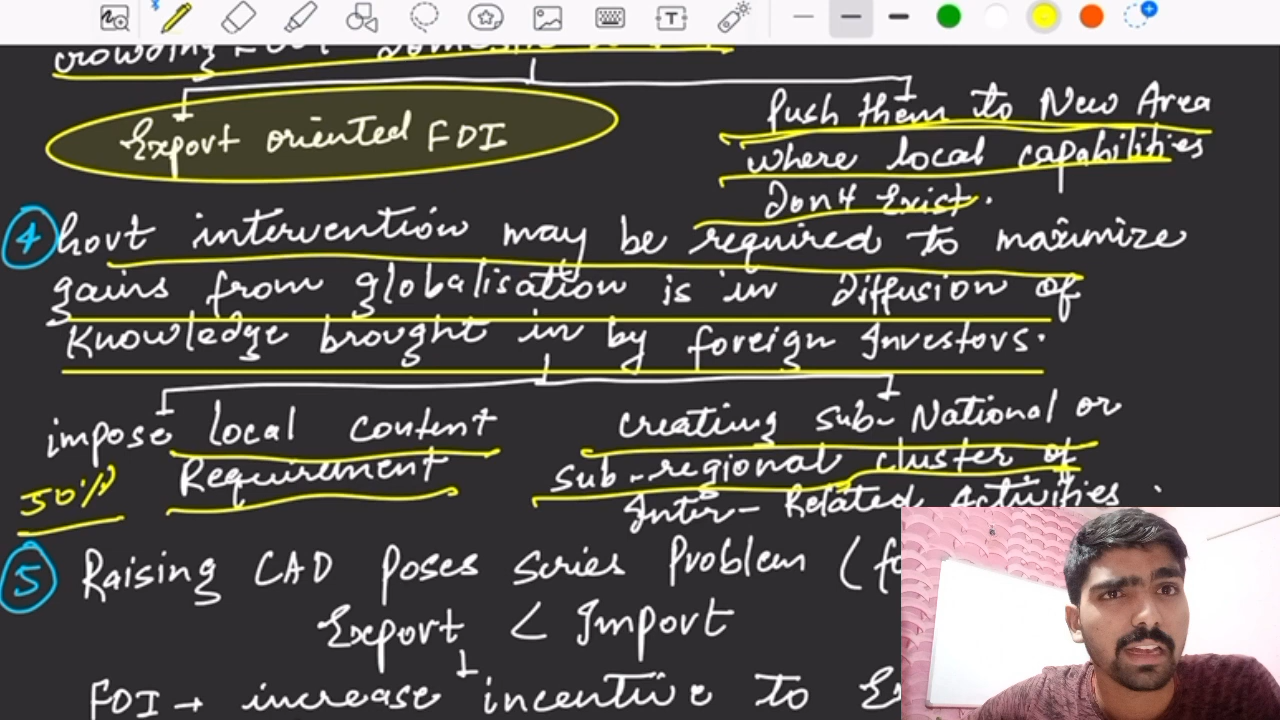 crowding
Export oriented FDI
Push them to New Area
where local capabilities
Don't Exist.
4 Govt intervention may be required to maximize
gains from globalisation is in Diffusion of
Knowledge brought in by foreign Investors.
impose local content
Requirement
50%
creating sub-National or
sub-regional cluster of
Inter-Related Activities.
5 Raising CAD Poses series Problem (
Export < Import
FDI → increase incentive to